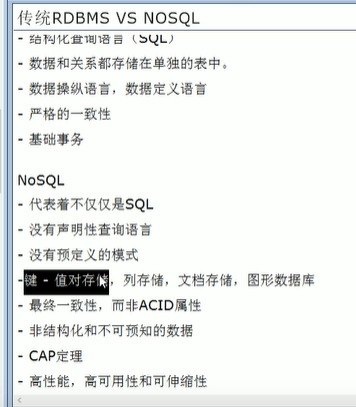 传统RDBMS VS NOSQL
- 结构化查询语言（SQL）
- 数据和关系都存储在单独的表中。
- 数据操纵语言，数据定义语言
- 严格的一致性
- 基础事务
NoSQL
- 代表着不仅仅是SQL
- 没有声明性查询语言
- 没有预定义的模式
-键 - 值对存储，列存储，文档存储，图形数据库
- 最终一致性，而非ACID属性
- 非结构化和不可预知的数据
- CAP定理
- 高性能，高可用性和可伸缩性